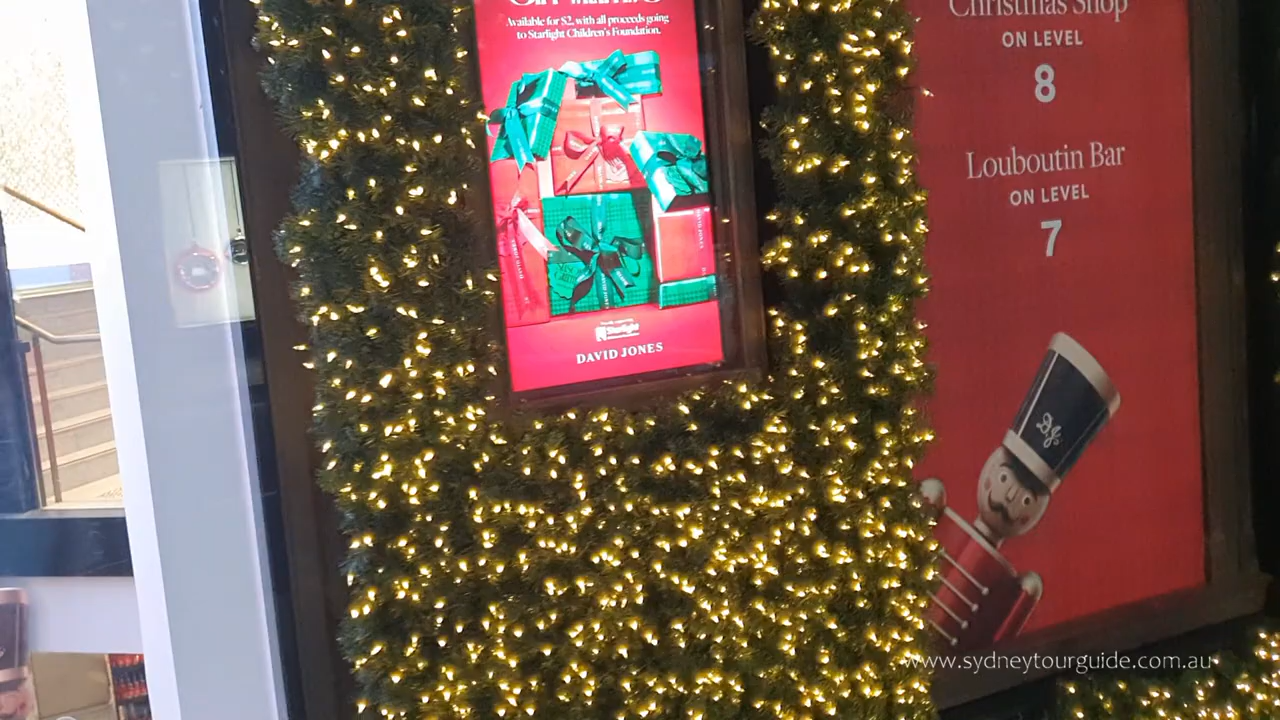 Available for $2, with all proceeds going
to Starlight Children's Foundation.
Starlight
DAVID JONES
Christmas Shop
ON LEVEL
8
Louboutin Bar
ON LEVEL
7
DJ
www.sydneytourguide.com.au